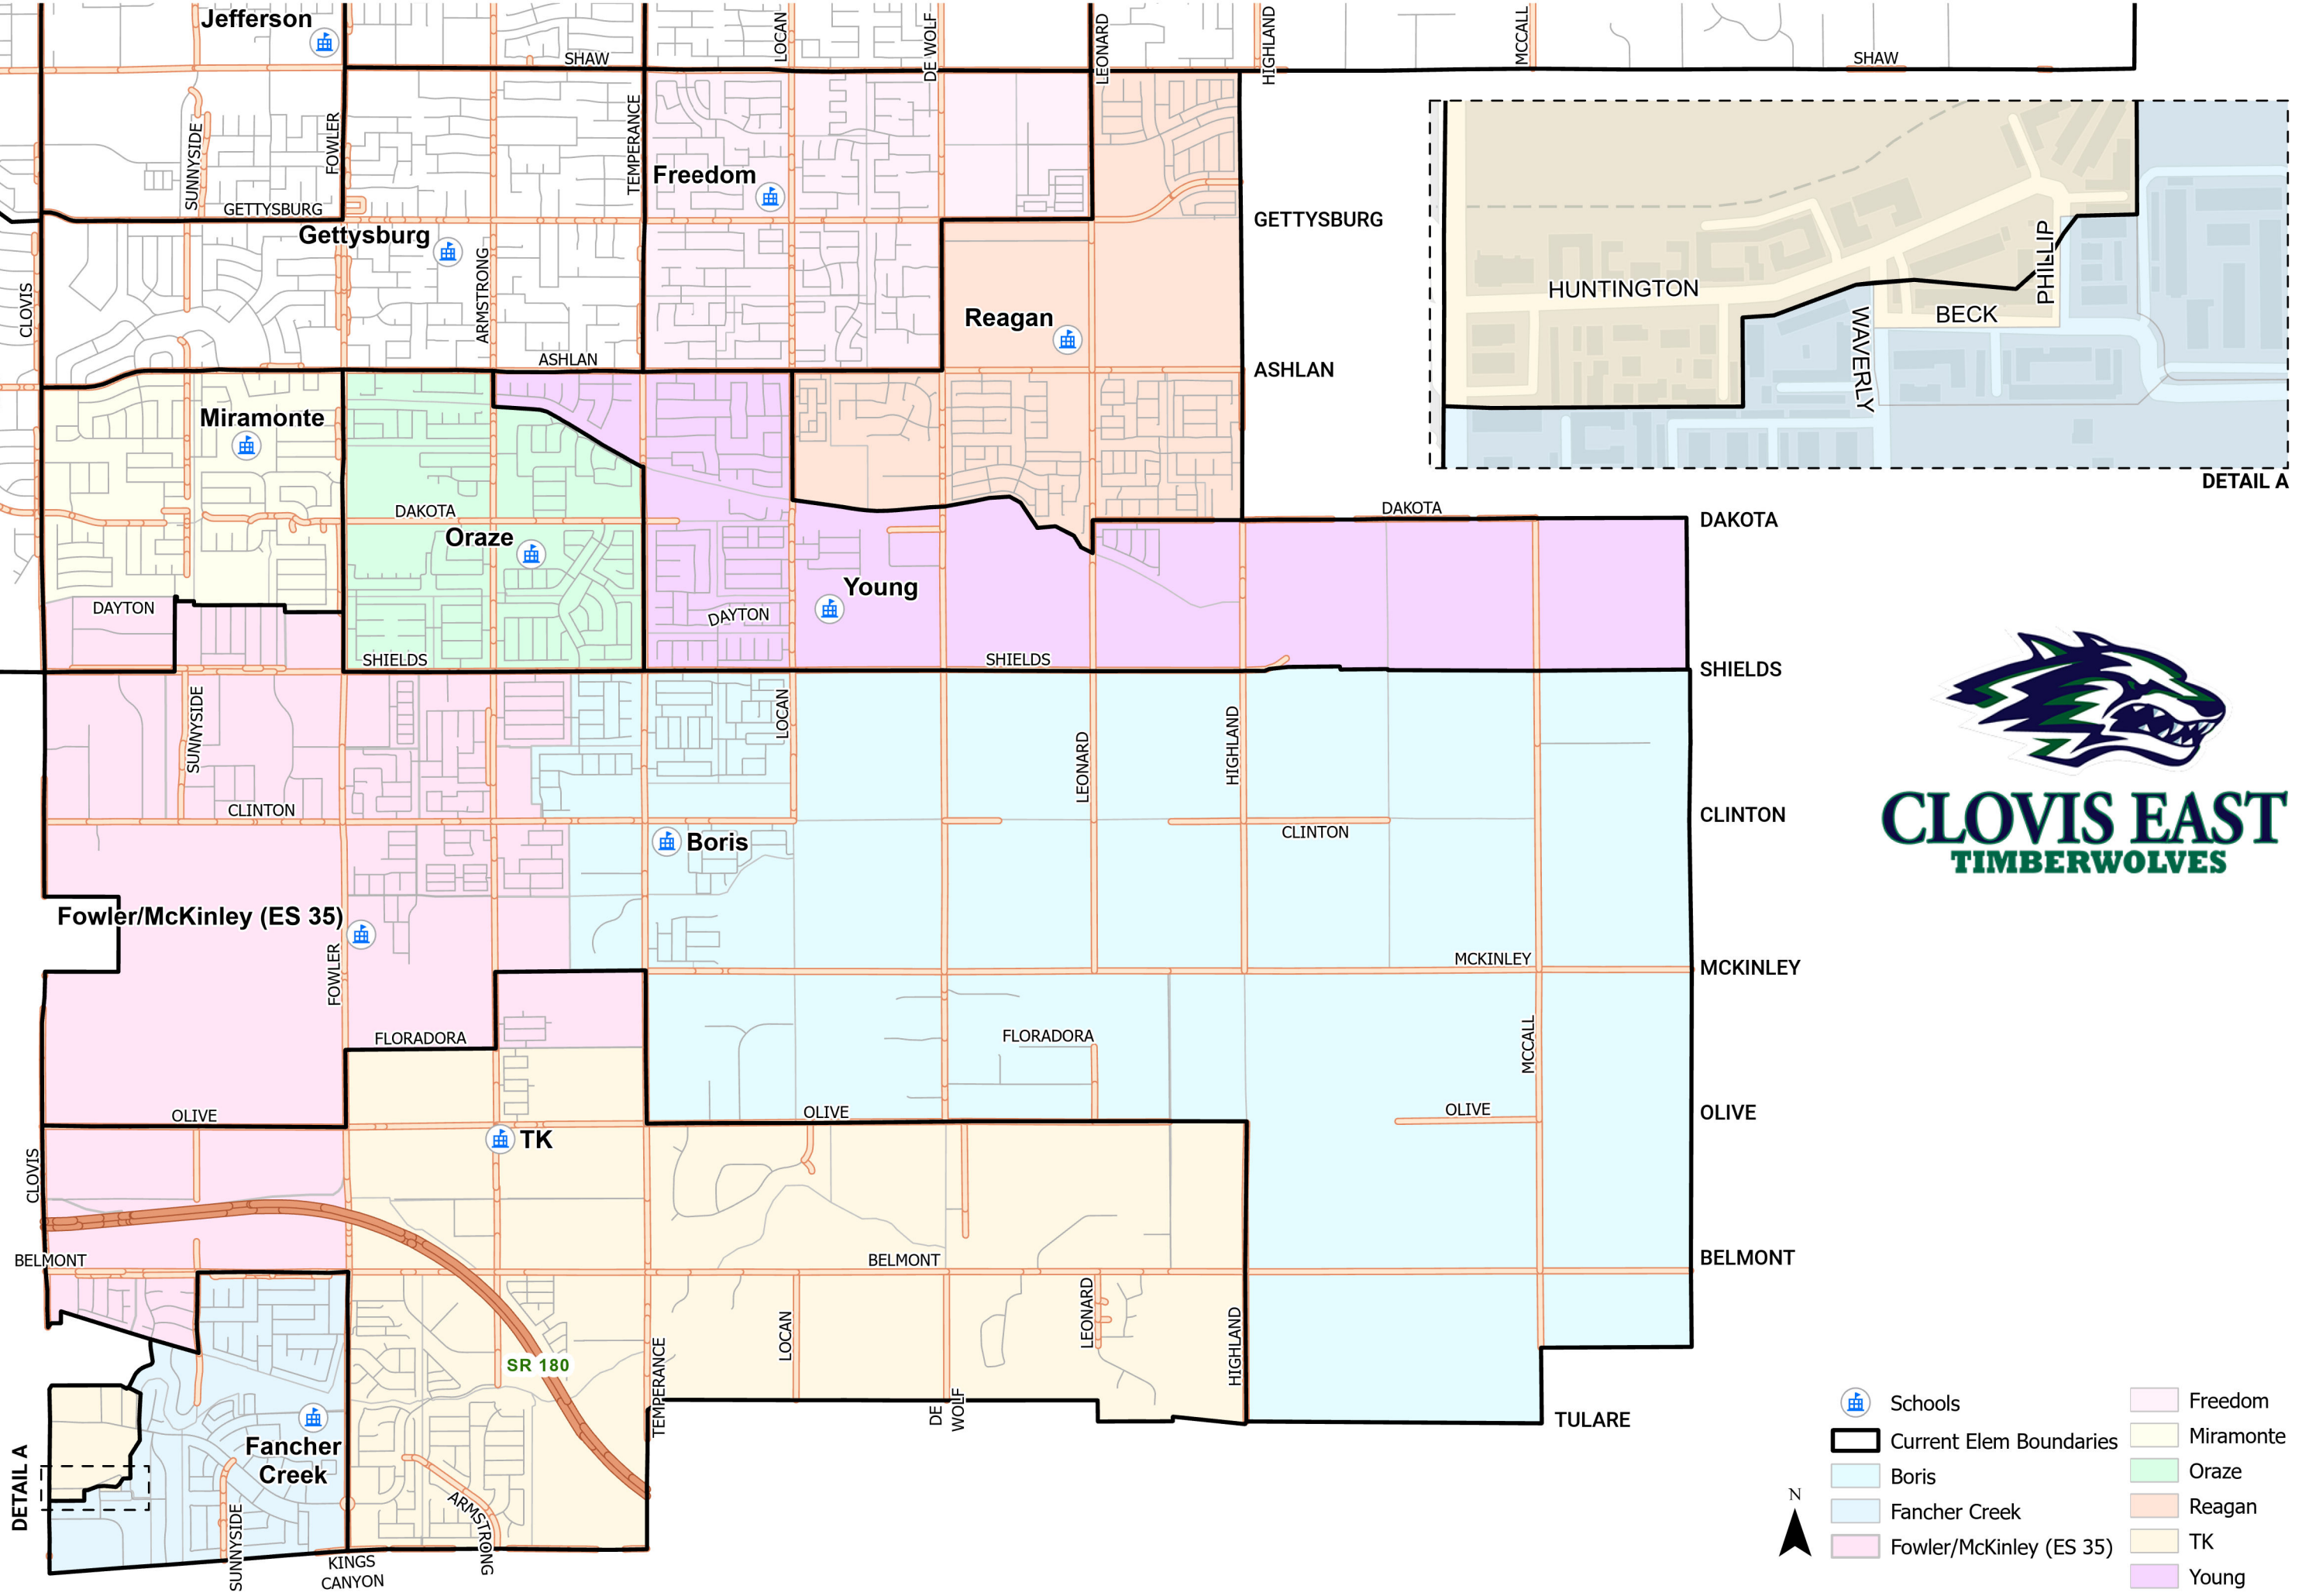 Jefferson
SHAW
LOCAN
DE WOLF
LEONARD
HIGHLAND
MCCALL
SHAW
SUNNYSIDE
FOWLER
TEMPERANCE
Freedom
GETTYSBURG
Gettysburg
GETTYSBURG
CLOVIS
ARMSTRONG
Reagan
ASHLAN
ASHLAN
HUNTINGTON
PHILLIP
BECK
WAVERLY
DETAIL A
Miramonte
DAKOTA
Oraze
DAKOTA
DAKOTA
Young
DAYTON
DAYTON
SHIELDS
SHIELDS
SHIELDS
SUNNYSIDE
LOCAN
LEONARD
HIGHLAND
CLINTON
CLINTON
CLINTON
Boris
CLOVIS EAST
TIMBERWOLVES
Fowler/McKinley (ES 35)
FOWLER
MCKINLEY
MCKINLEY
FLORADORA
FLORADORA
MCCALL
OLIVE
OLIVE
OLIVE
OLIVE
TK
CLOVIS
BELMONT
BELMONT
BELMONT
SR 180
TEMPERANCE
LOCAN
DE
WOLF
LEONARD
HIGHLAND
TULARE
Fancher
Creek
DETAIL A
SUNNYSIDE
ARMSTRONG
KINGS
CANYON
N
Schools
Current Elem Boundaries
Boris
Fancher Creek
Fowler/McKinley (ES 35)
Freedom
Miramonte
Oraze
Reagan
TK
Young